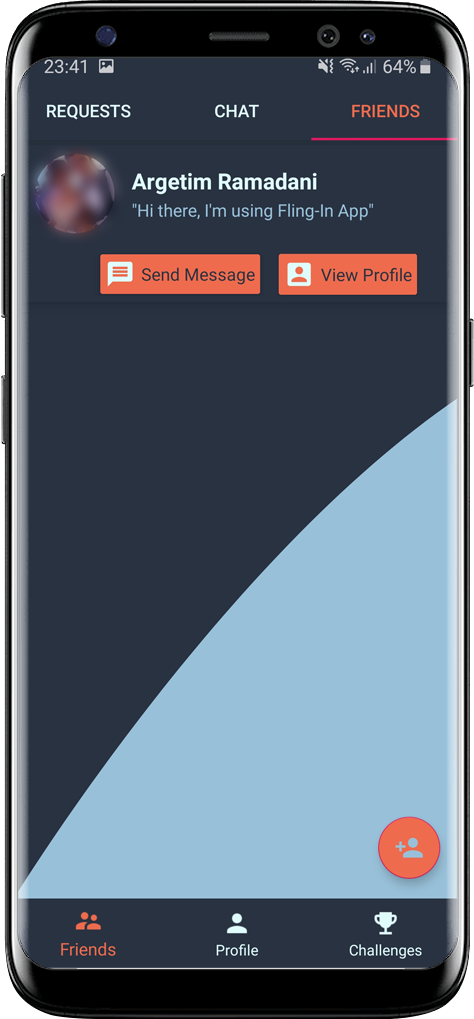 23:41 64%
REQUESTS CHAT FRIENDS
Argetim Ramadani
"Hi there, I'm using Fling-In App"
Send Message View Profile
Friends Profile Challenges